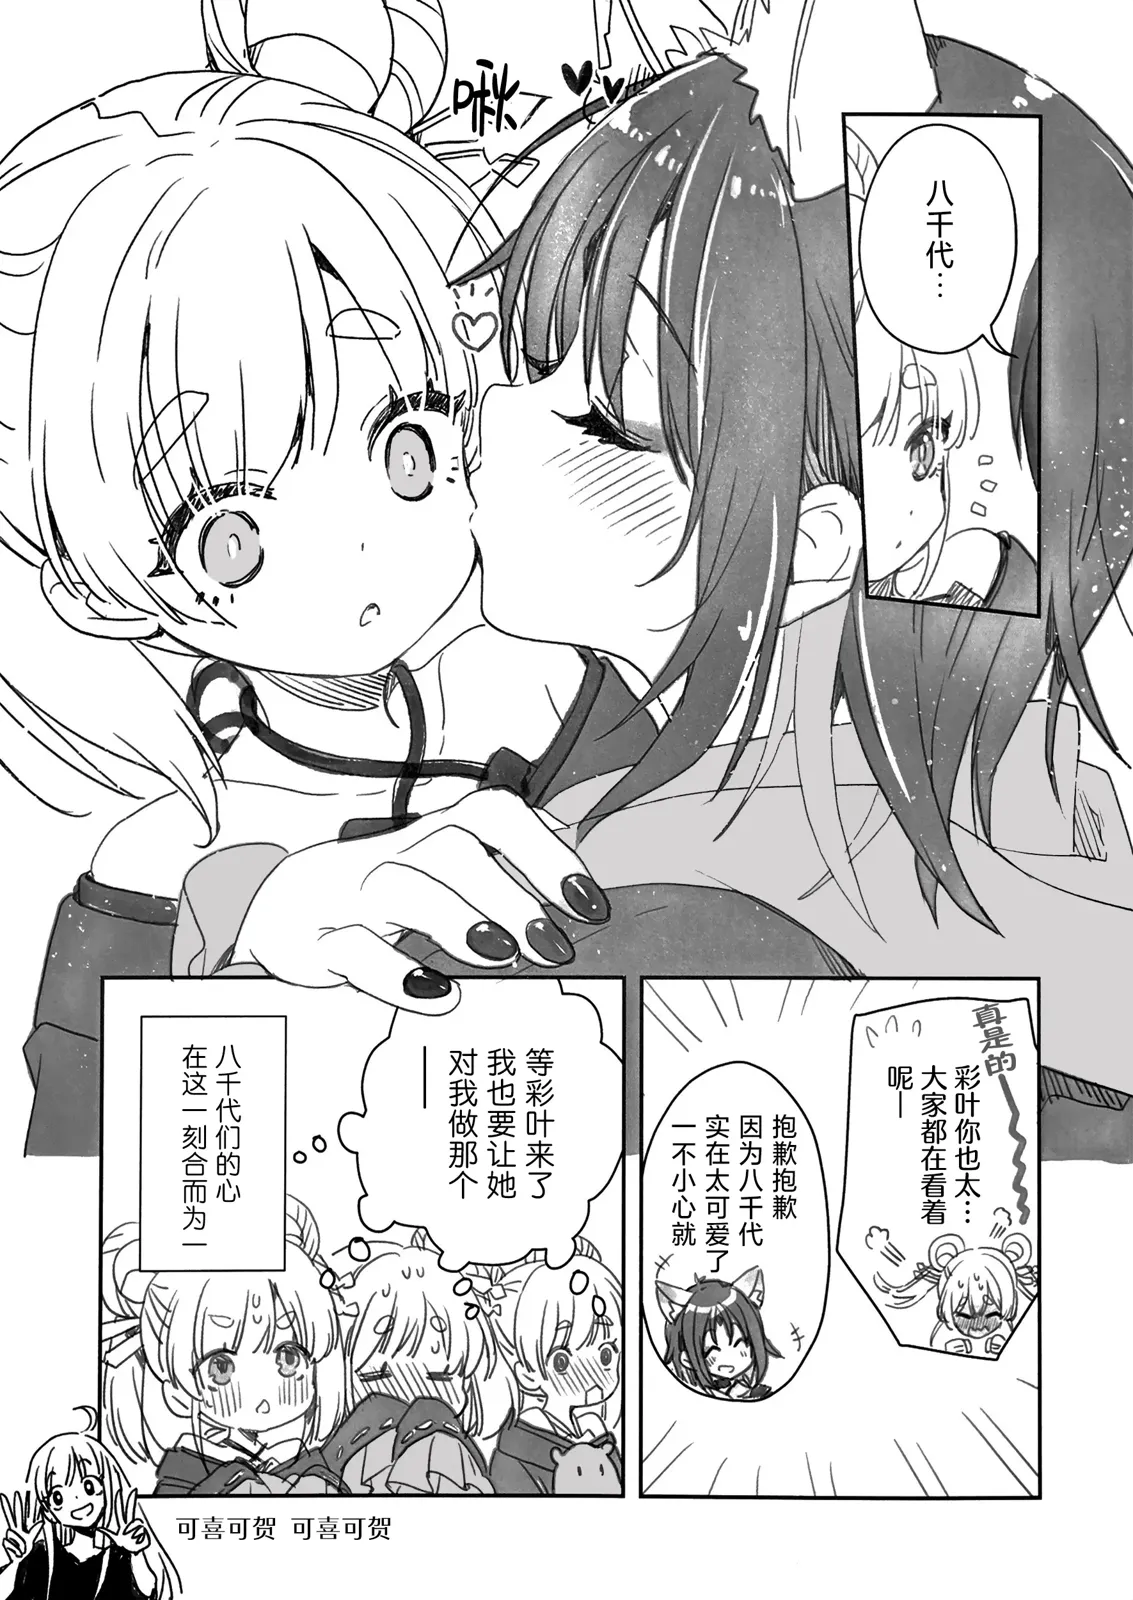 八千代…
啾
真是的——
彩叶你也太…
大家都在看着
呢—
抱歉抱歉
因为八千代
实在太可爱了
一不小心就
等彩叶来了
我也要让她
对我做那个
——
八千代们的心
在这一刻合而为一
可喜可贺 可喜可贺